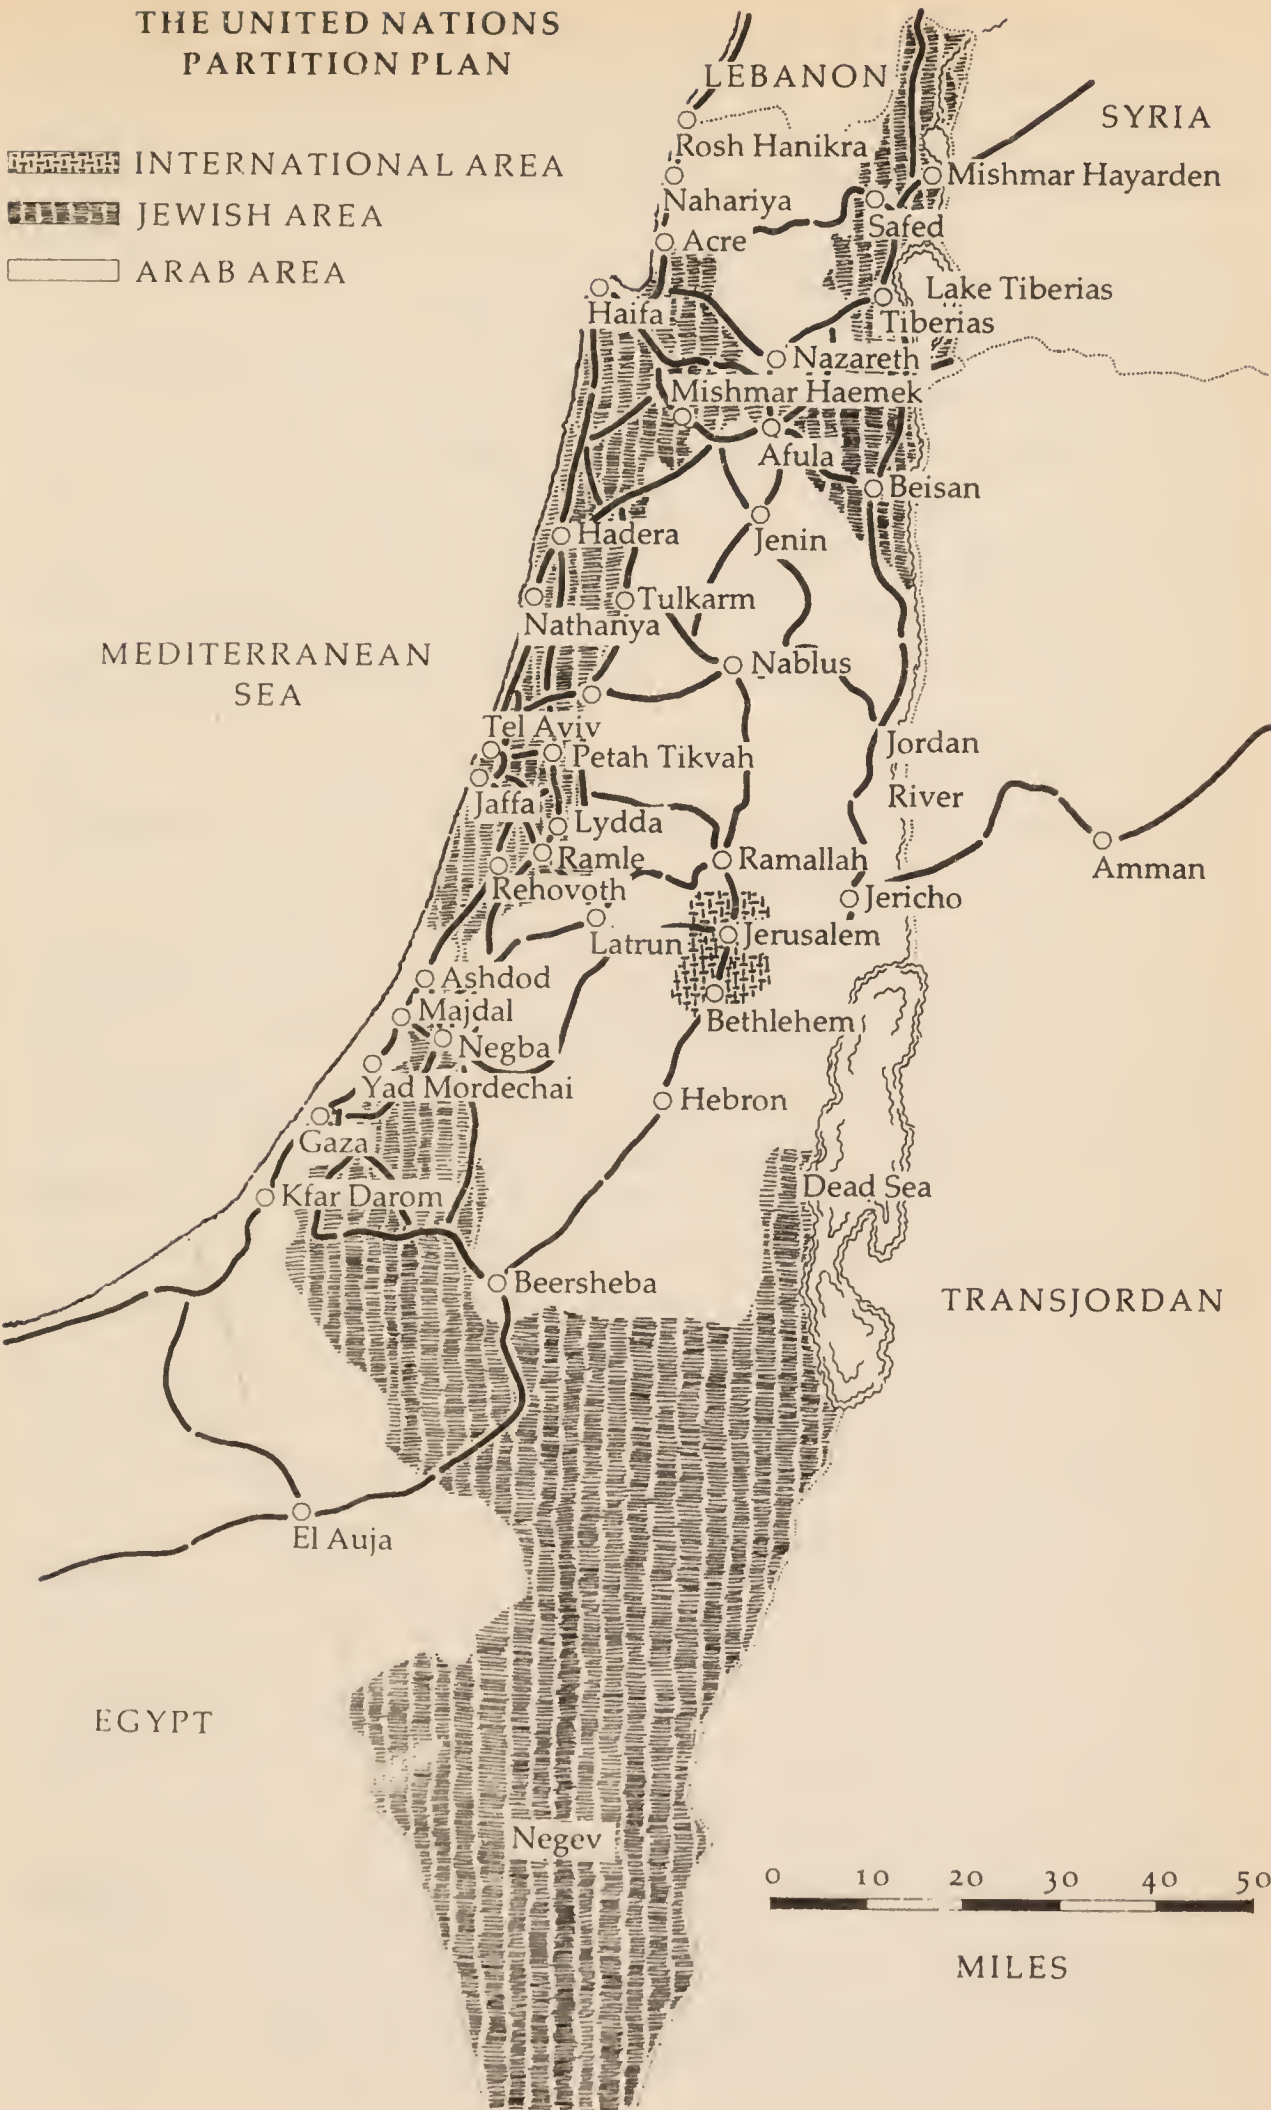 THE UNITED NATIONS
PARTITION PLAN
INTERNATIONAL AREA
JEWISH AREA
ARAB AREA
LEBANON
SYRIA
Rosh Hanikra
Mishmar Hayarden
Nahariya
Safed
Acre
Lake Tiberias
Haifa
Tiberias
Nazareth
Mishmar Haemek
Afula
Beisan
Hadera
Jenin
Tulkarm
Nathanya
MEDITERRANEAN
SEA
Nablus
Tel Aviv
Jordan
River
Petah Tikvah
Jaffa
Lydda
Ramle
Ramallah
Amman
Rehovoth
Jericho
Latrun
Jerusalem
Ashdod
Majdal
Bethlehem
Negba
Yad Mordechai
Hebron
Gaza
Dead Sea
Kfar Darom
Beersheba
TRANSJORDAN
El Auja
EGYPT
Negev
0 10 20 30 40 50
MILES